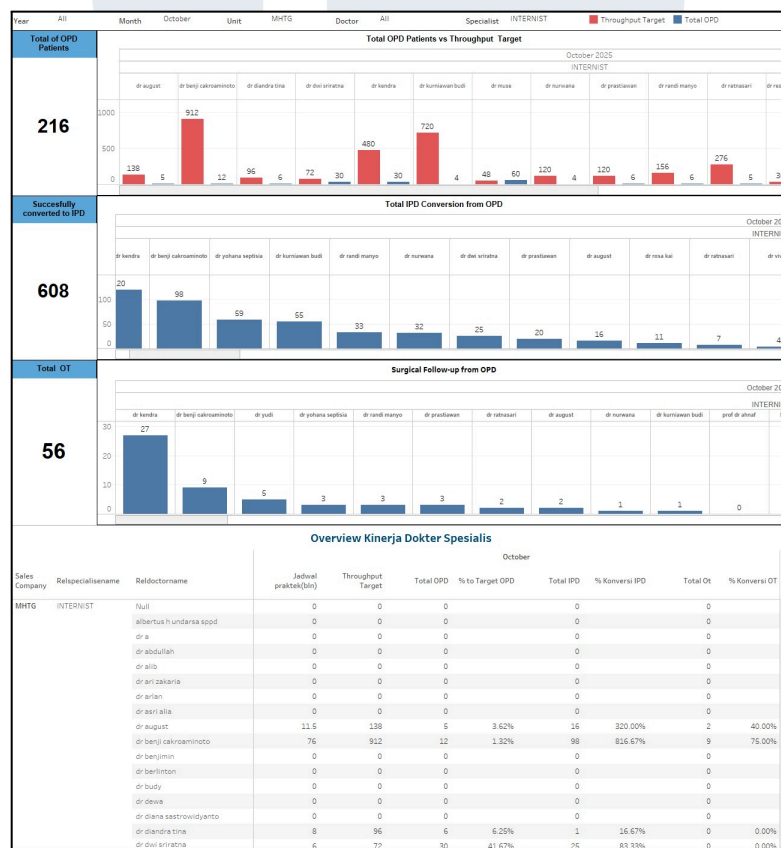 Year All Month October Unit MHTG Doctor All Specialist INTERNIST Throughput Target Total OPD
Total of OPD Patients
216
Total OPD Patients vs Throughput Target
October 2025
INTERNIST
dr august dr benji cakroaminoto dr diandra tina dr dwi sriratna dr kendra dr kurniawan budi dr muse dr nurwana dr prastiawan dr randi manyo dr ratnasari
1000
500
0
138 5 912 12 96 6 72 30 480 30 720 4 48 60 120 4 120 6 156 6 276 5
Succesfully converted to IPD
608
Total IPD Conversion from OPD
October 20
INTERNI
dr kendra dr benji cakroaminoto dr yohana septisia dr kurniawan budi dr randi manyo dr nurwana dr dwi sriratna dr prastiawan dr august dr rosa kai dr ratnasari
100
50
0
20 98 59 55 33 32 25 20 16 11 7 4
Total OT
56
Surgical Follow-up from OPD
October 20
INTERNI
dr kendra dr benji cakroaminoto dr yudi dr yohana septisia dr randi manyo dr prastiawan dr ratnasari dr august dr nurwana dr kurniawan budi prof dr ahnaf
30
20
10
0
27 9 5 3 3 3 2 2 1 1 0
Overview Kinerja Dokter Spesialis
October
Sales Company Relspecialisename Reldoctorname Jadwal praktek(bln) Throughput Target Total OPD % to Target OPD Total IPD % Konversi IPD Total Ot % Konversi OT
MHTG INTERNIST Null 0 0 0 0 0
albertus h undarsa sppd 0 0 0 0 0
dr a 0 0 0 0 0
dr abdullah 0 0 0 0 0
dr alib 0 0 0 0 0
dr ari zakaria 0 0 0 0 0
dr arlan 0 0 0 0 0
dr asri alia 0 0 0 0 0
dr august 11.5 138 5 3.62% 16 320.00% 2 40.00%
dr benji cakroaminoto 76 912 12 1.32% 98 816.67% 9 75.00%
dr benjimin 0 0 0 0 0
dr berlinton 0 0 0 0 0
dr budy 0 0 0 0 0
dr dewa 0 0 0 0 0
dr diana sastrowidyanto 0 0 0 0 0
dr diandra tina 8 96 6 6.25% 1 16.67% 0 0.00%
dr dwi sriratna 6 72 30 41.67% 25 83.33% 0 0.00%